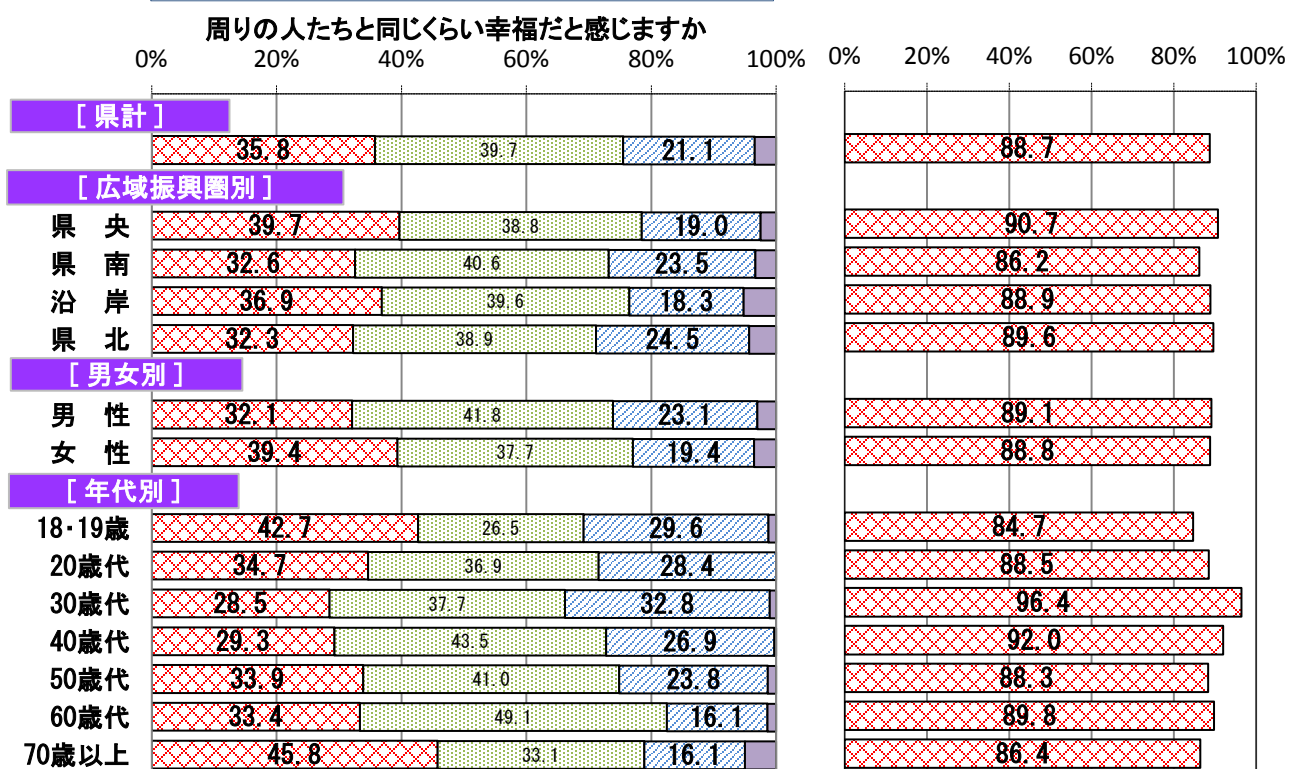 周りの人たちと同じくらい幸福だと感じますか
0% 20% 40% 60% 80% 100% 0% 20% 40% 60% 80% 100%
[ 県計 ]
35.8 39.7 21.1 88.7
[ 広域振興圏別 ]
県 央 39.7 38.8 19.0 90.7
県 南 32.6 40.6 23.5 86.2
沿 岸 36.9 39.6 18.3 88.9
県 北 32.3 38.9 24.5 89.6
[ 男女別 ]
男 性 32.1 41.8 23.1 89.1
女 性 39.4 37.7 19.4 88.8
[ 年代別 ]
18・19歳 42.7 26.5 29.6 84.7
20歳代 34.7 36.9 28.4 88.5
30歳代 28.5 37.7 32.8 96.4
40歳代 29.3 43.5 26.9 92.0
50歳代 33.9 41.0 23.8 88.3
60歳代 33.4 49.1 16.1 89.8
70歳以上 45.8 33.1 16.1 86.4